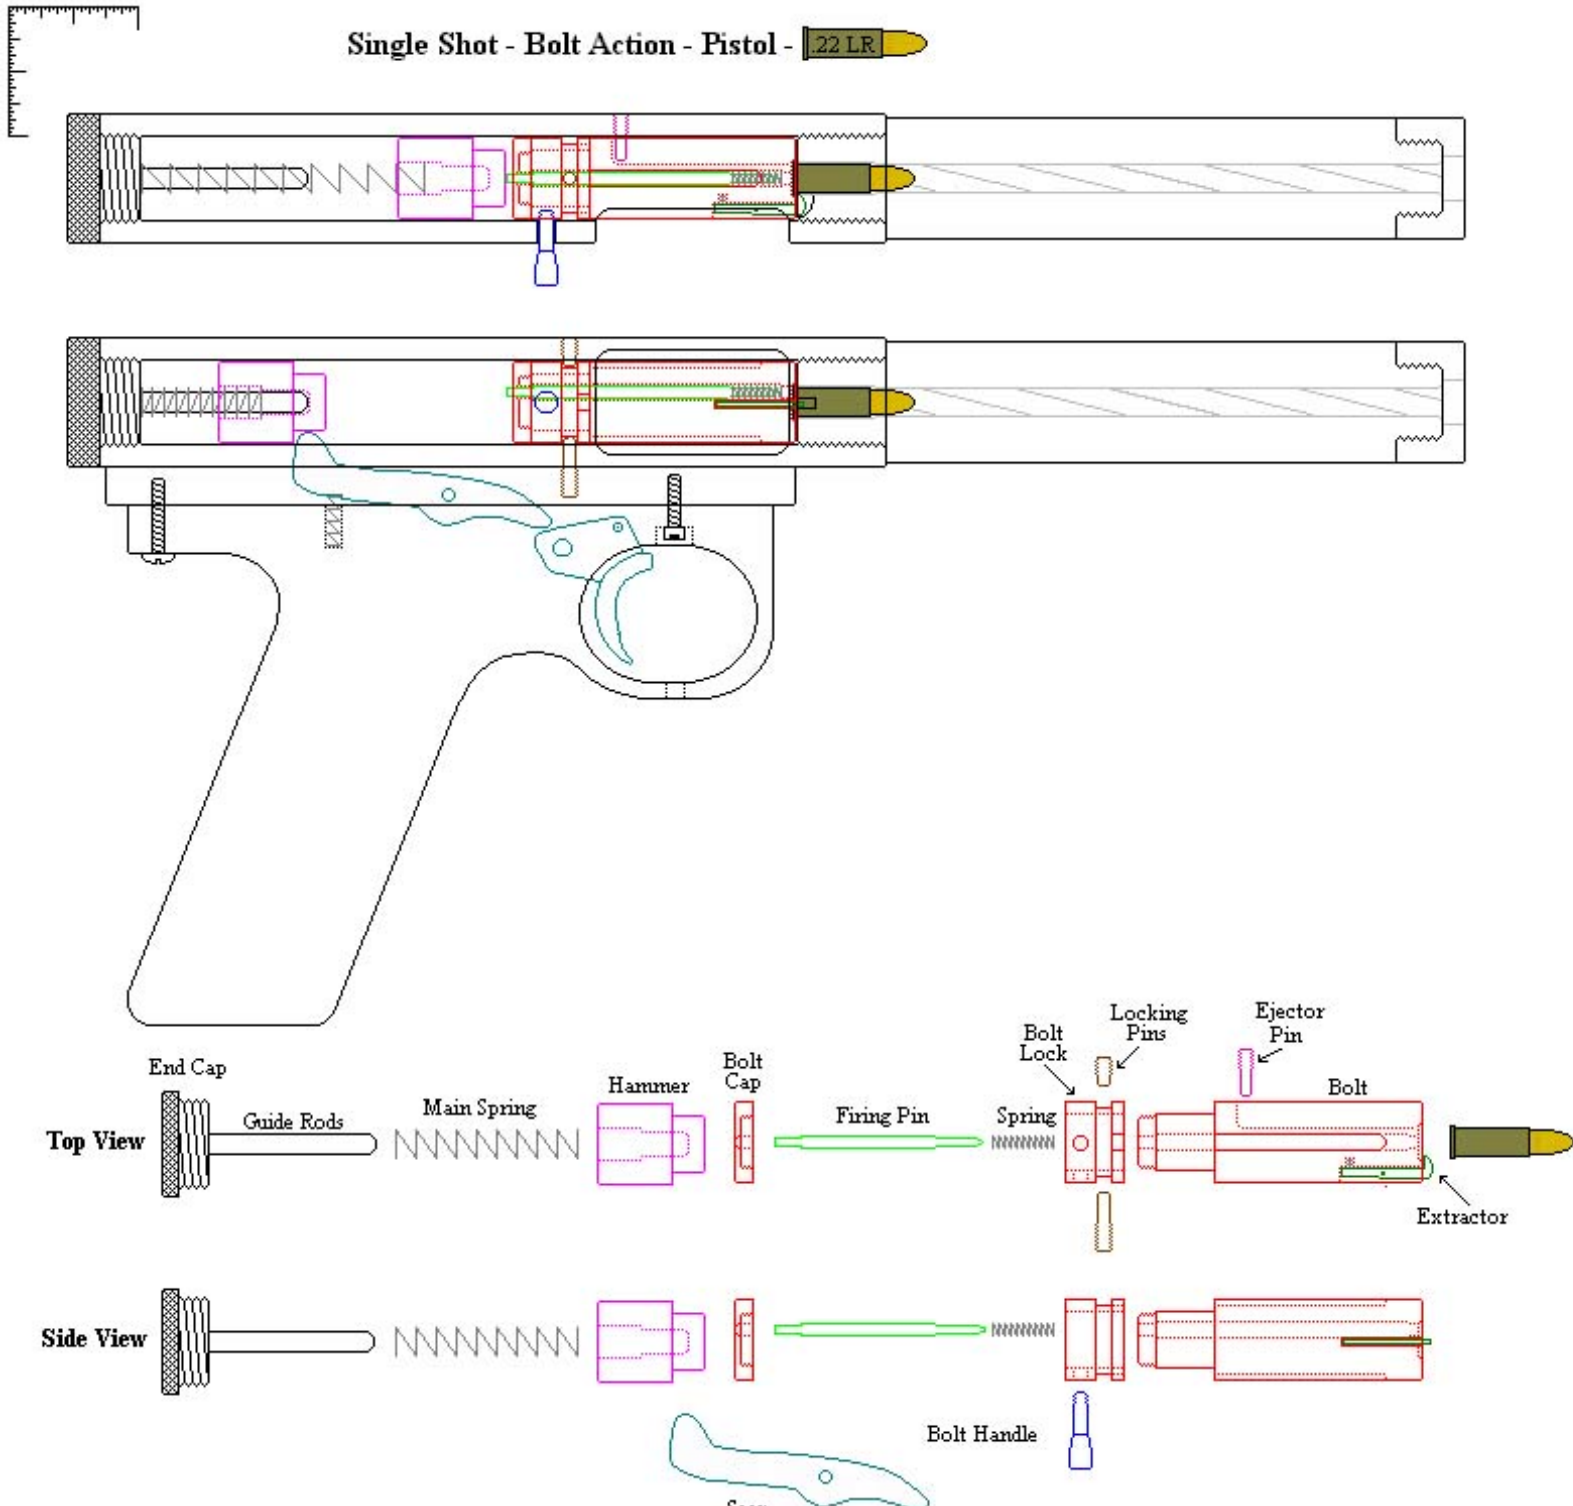 Single Shot - Bolt Action - Pistol - .22 LR
End Cap
Guide Rods
Main Spring
Hammer
Bolt
Cap
Firing Pin
Spring
Bolt
Lock
Locking
Pins
Ejector
Pin
Bolt
Top View
Extractor
Side View
Bolt Handle